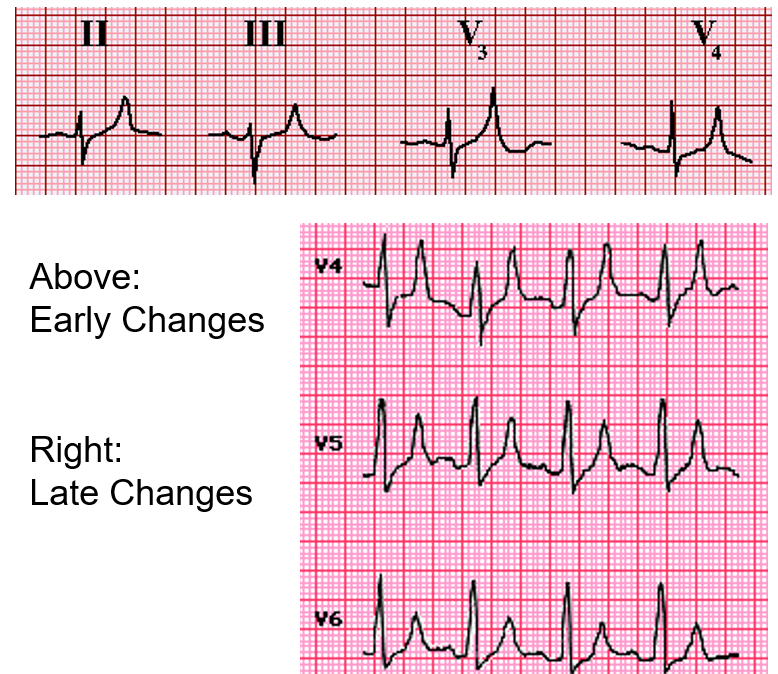 II III V3 V4
V4
Above:
Early Changes
V5
Right:
Late Changes
V6